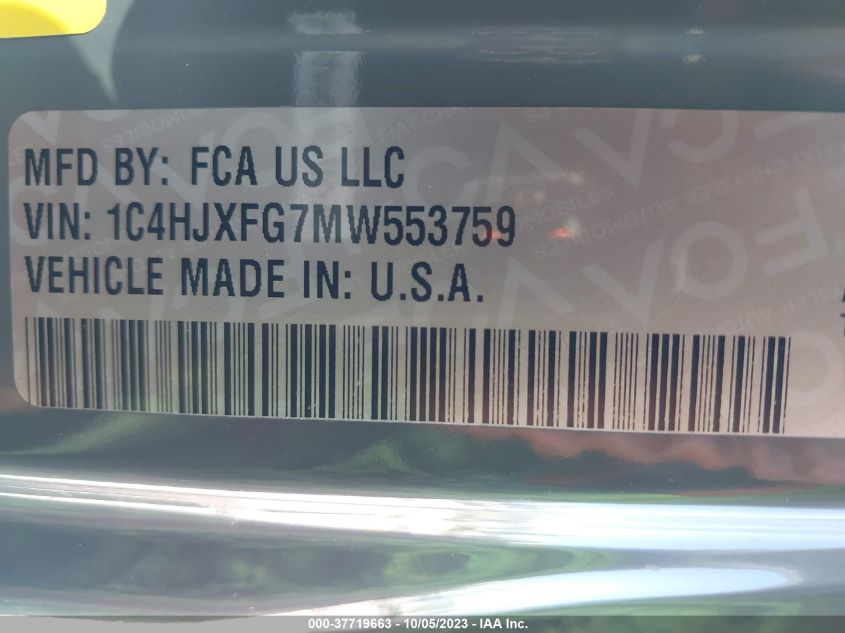 MFD BY: FCA US LLC
VIN: 1C4HJXFG7MW553759
VEHICLE MADE IN: U.S.A.
000-37719663 - 10/05/2023 - IAA Inc.